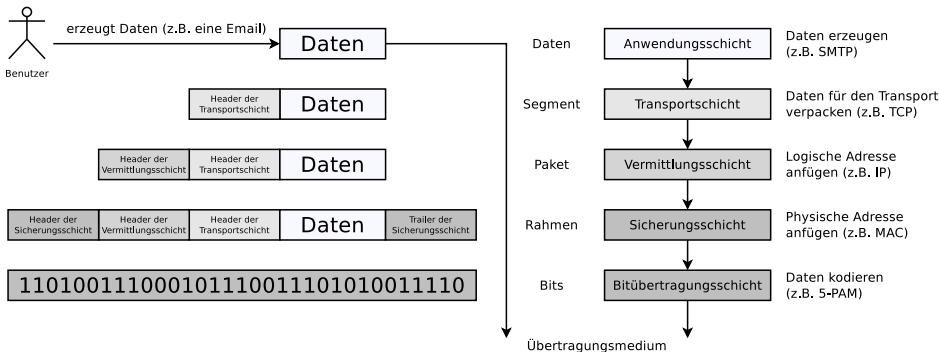 erzeugt Daten (z.B. eine Email)
Benutzer
Daten
Daten
Anwendungsschicht
Daten erzeugen
(z.B. SMTP)
Header der
Transportschicht
Daten
Segment
Transportschicht
Daten für den Transport
verpacken (z.B. TCP)
Header der
Vermittlungsschicht
Header der
Transportschicht
Daten
Paket
Vermittlungsschicht
Logische Adresse
anfügen (z.B. IP)
Header der
Sicherungsschicht
Header der
Vermittlungsschicht
Header der
Transportschicht
Daten
Trailer der
Sicherungsschicht
Rahmen
Sicherungsschicht
Physische Adresse
anfügen (z.B. MAC)
110100111000101110011101010011110
Bits
Bitübertragungsschicht
Daten kodieren
(z.B. 5-PAM)
Übertragungsmedium